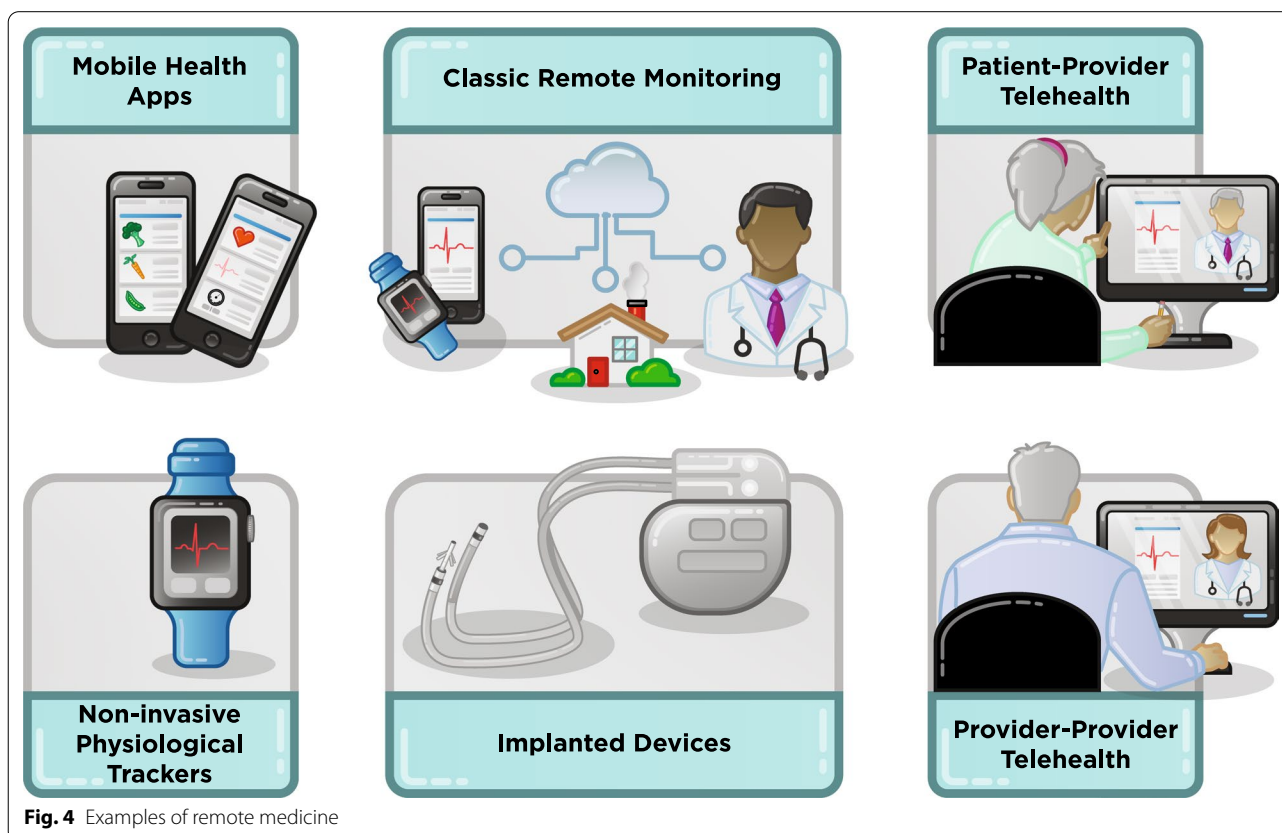 Mobile Health
Apps
Classic Remote Monitoring
Patient-Provider
Telehealth
Non-invasive
Physiological
Trackers
Implanted Devices
Provider-Provider
Telehealth
Fig. 4 Examples of remote medicine